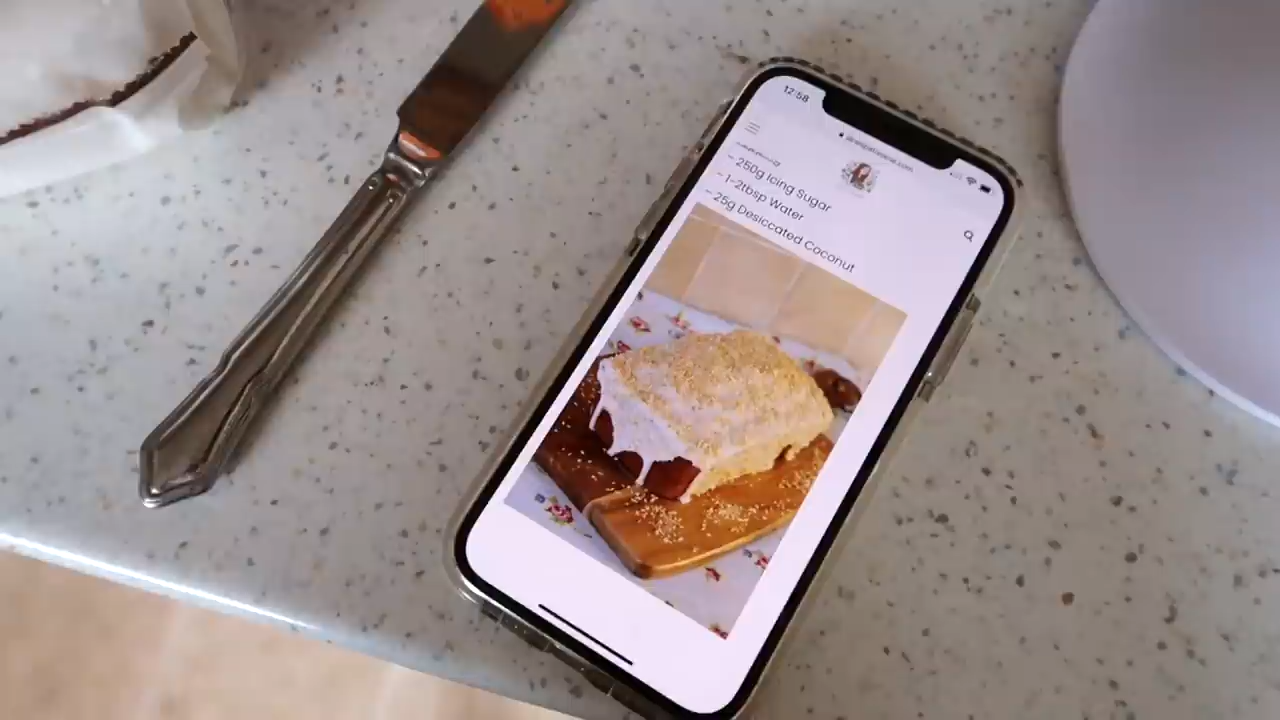 12:58
- 250g Icing Sugar
- 1-2tbsp Water
- 25g Desiccated Coconut